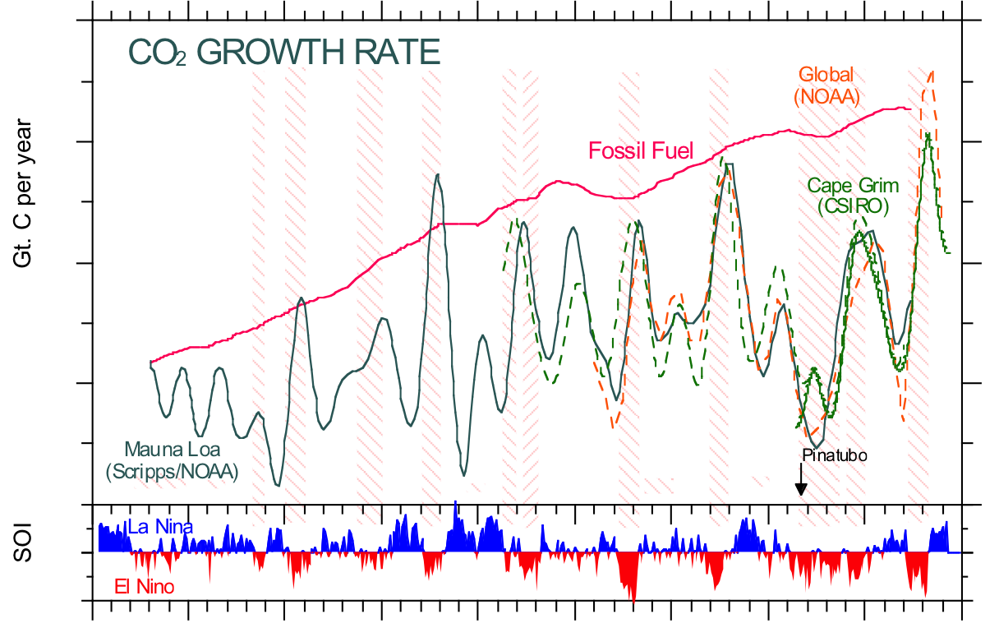 CO₂ GROWTH RATE
Global
(NOAA)
Fossil Fuel
Cape Grim
(CSIRO)
Gt. C per year
Mauna Loa
(Scripps/NOAA)
Pinatubo
La Nina
SOI
El Nino